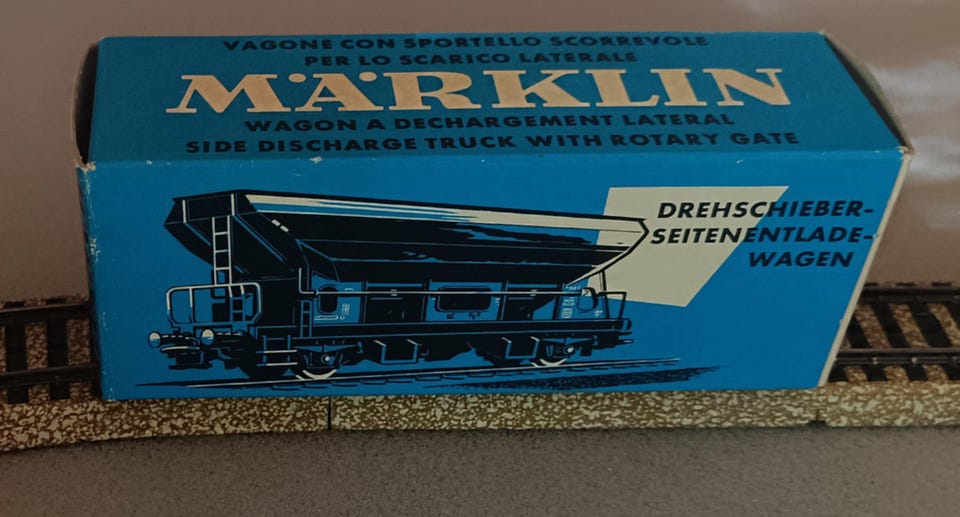 VAGONE CON SPORTELLO SCORREVOLE
PER LO SCARICO LATERALE
MÄRKLIN
WAGON A DECHARGEMENT LATERAL
SIDE DISCHARGE TRUCK WITH ROTARY GATE
DREHSCHIEBER-
SEITENENTLADE-
WAGEN